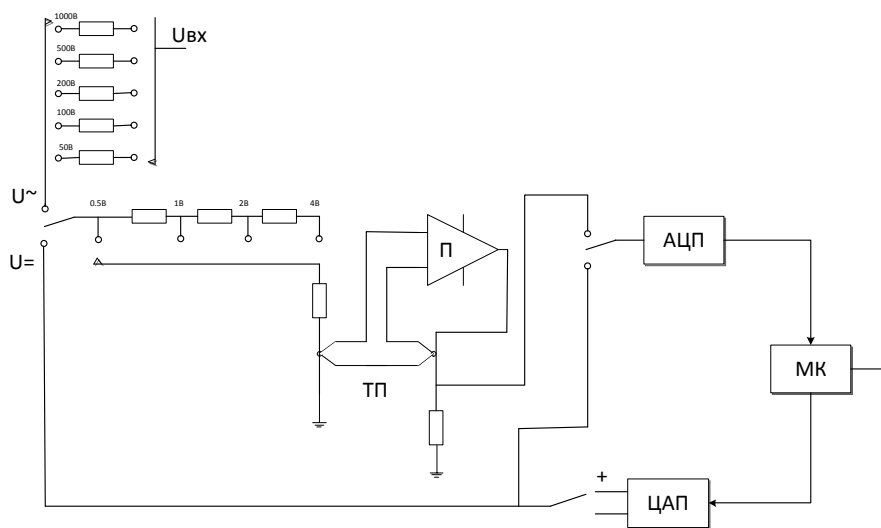 1000В
Uвх
500В
200В
100В
50В
U~
0.5В
1В
2В
4В
U=
П
АЦП
ТП
МК
+
ЦАП